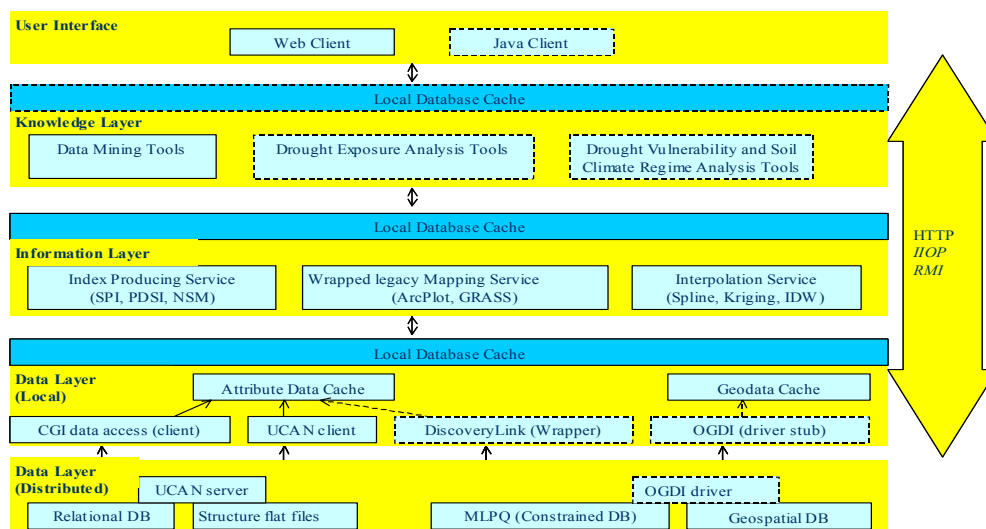 User Interface
Web Client
Java Client
Local Database Cache
Knowledge Layer
Data Mining Tools
Drought Exposure Analysis Tools
Drought Vulnerability and Soil
Climate Regime Analysis Tools
Local Database Cache
Information Layer
Index Producing Service
(SPI, PDSI, NSM)
Wrapped legacy Mapping Service
(ArcPlot, GRASS)
Interpolation Service
(Spline, Kriging, IDW)
HTTP
IIOP
RMI
Local Database Cache
Data Layer
(Local)
Attribute Data Cache
Geodata Cache
CGI data access (client)
UCAN client
DiscoveryLink (Wrapper)
OGDI (driver stub)
Data Layer
(Distributed)
UCAN server
OGDI driver
Relational DB
Structure flat files
MLPQ (Constrained DB)
Geospatial DB